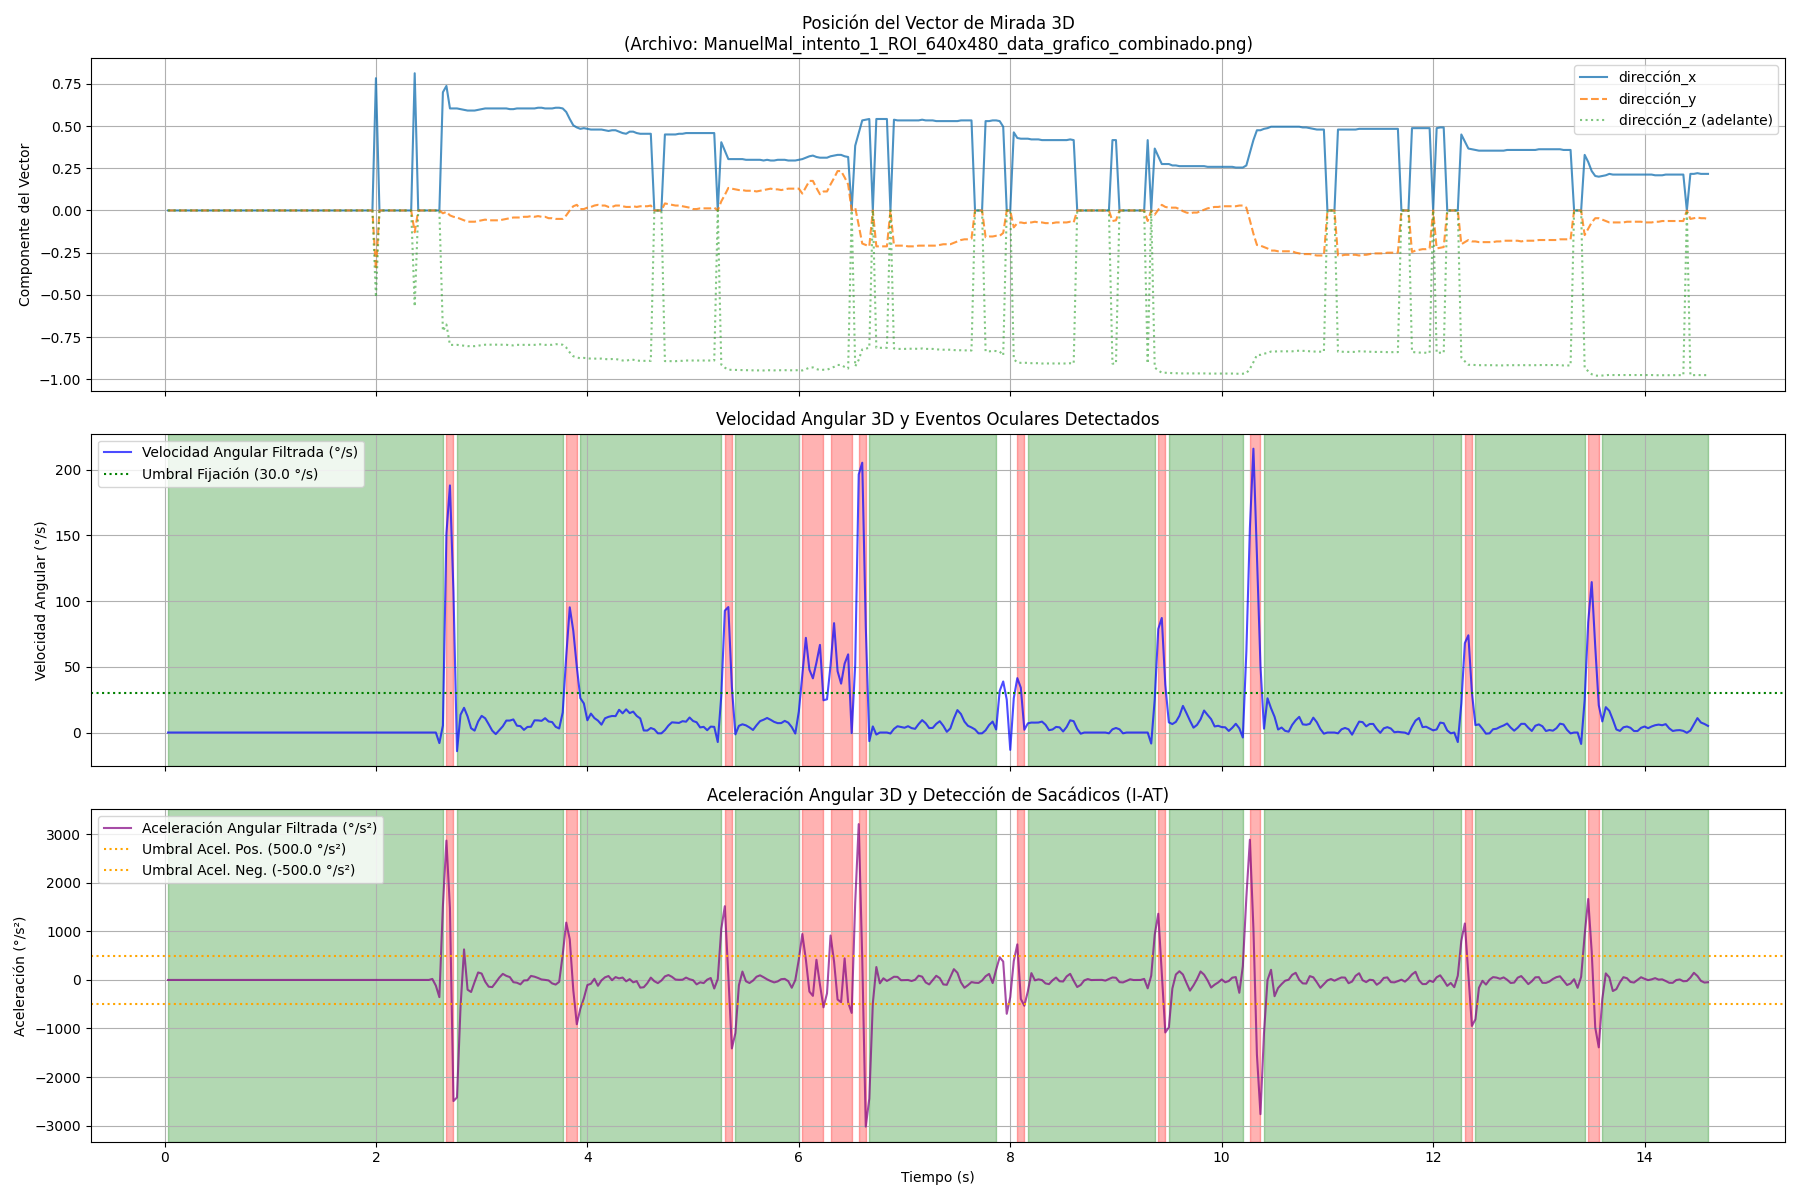 Posición del Vector de Mirada 3D
(Archivo: ManuelMal_intento_1_ROI_640x480_data_grafico_combinado.png)
Componente del Vector
0.75
0.50
0.25
0.00
−0.25
−0.50
−0.75
−1.00
dirección_x
dirección_y
dirección_z (adelante)
Velocidad Angular 3D y Eventos Oculares Detectados
Velocidad Angular (°/s)
200
150
100
50
0
Velocidad Angular Filtrada (°/s)
Umbral Fijación (30.0 °/s)
Aceleración Angular 3D y Detección de Sacádicos (I-AT)
Aceleración (°/s²)
3000
2000
1000
0
−1000
−2000
−3000
Aceleración Angular Filtrada (°/s²)
Umbral Acel. Pos. (500.0 °/s²)
Umbral Acel. Neg. (-500.0 °/s²)
0 2 4 6 8 10 12 14
Tiempo (s)